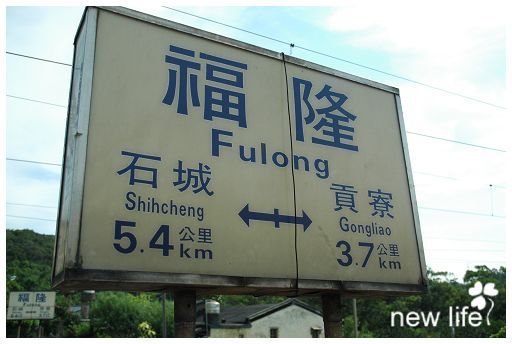 福隆
Fulong
石城 貢寮
Shihcheng Gongliao
5.4公里 3.7公里
km km
福隆
Fulong
new life